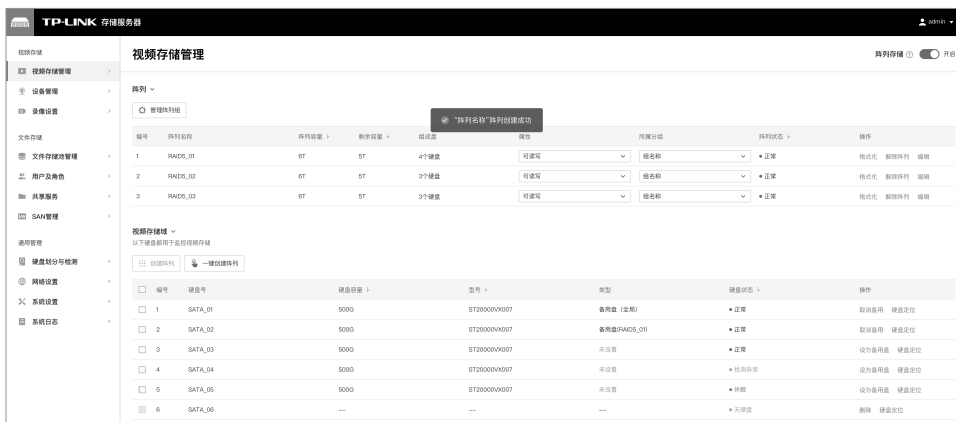 TP-LINK 存储服务器
admin
视频存储
视频存储管理
设备管理
录像设置
文件存储
文件存储池管理
用户及角色
共享服务
SAN管理
通用管理
硬盘划分与检测
网络设置
系统设置
系统日志
视频存储管理
阵列存储 开启
阵列
管理阵列组
“阵列名称”阵列创建成功
编号 阵列名称 阵列容量 剩余容量 组成盘 属性 所属分组 阵列状态 操作
1 RAID5_01 6T 5T 4个硬盘 可读写 组名称 正常 格式化 解除阵列 编辑
2 RAID5_02 6T 5T 3个硬盘 可读写 组名称 正常 格式化 解除阵列 编辑
3 RAID5_03 6T 5T 3个硬盘 可读写 组名称 正常 格式化 解除阵列 编辑
视频存储域
以下硬盘都用于监控视频存储
创建阵列 一键创建阵列
编号 硬盘号 硬盘容量 型号 类型 硬盘状态 操作
1 SATA_01 500G ST20000VX007 备用盘（全局） 正常 取消备用 硬盘定位
2 SATA_02 500G ST20000VX007 备用盘(RAID5_01) 正常 取消备用 硬盘定位
3 SATA_03 500G ST20000VX007 未设置 正常 设为备用盘 硬盘定位
4 SATA_04 500G ST20000VX007 未设置 检测异常 设为备用盘 硬盘定位
5 SATA_05 500G ST20000VX007 未设置 休眠 设为备用盘 硬盘定位
6 SATA_06 -- -- -- 无硬盘 删除 硬盘定位